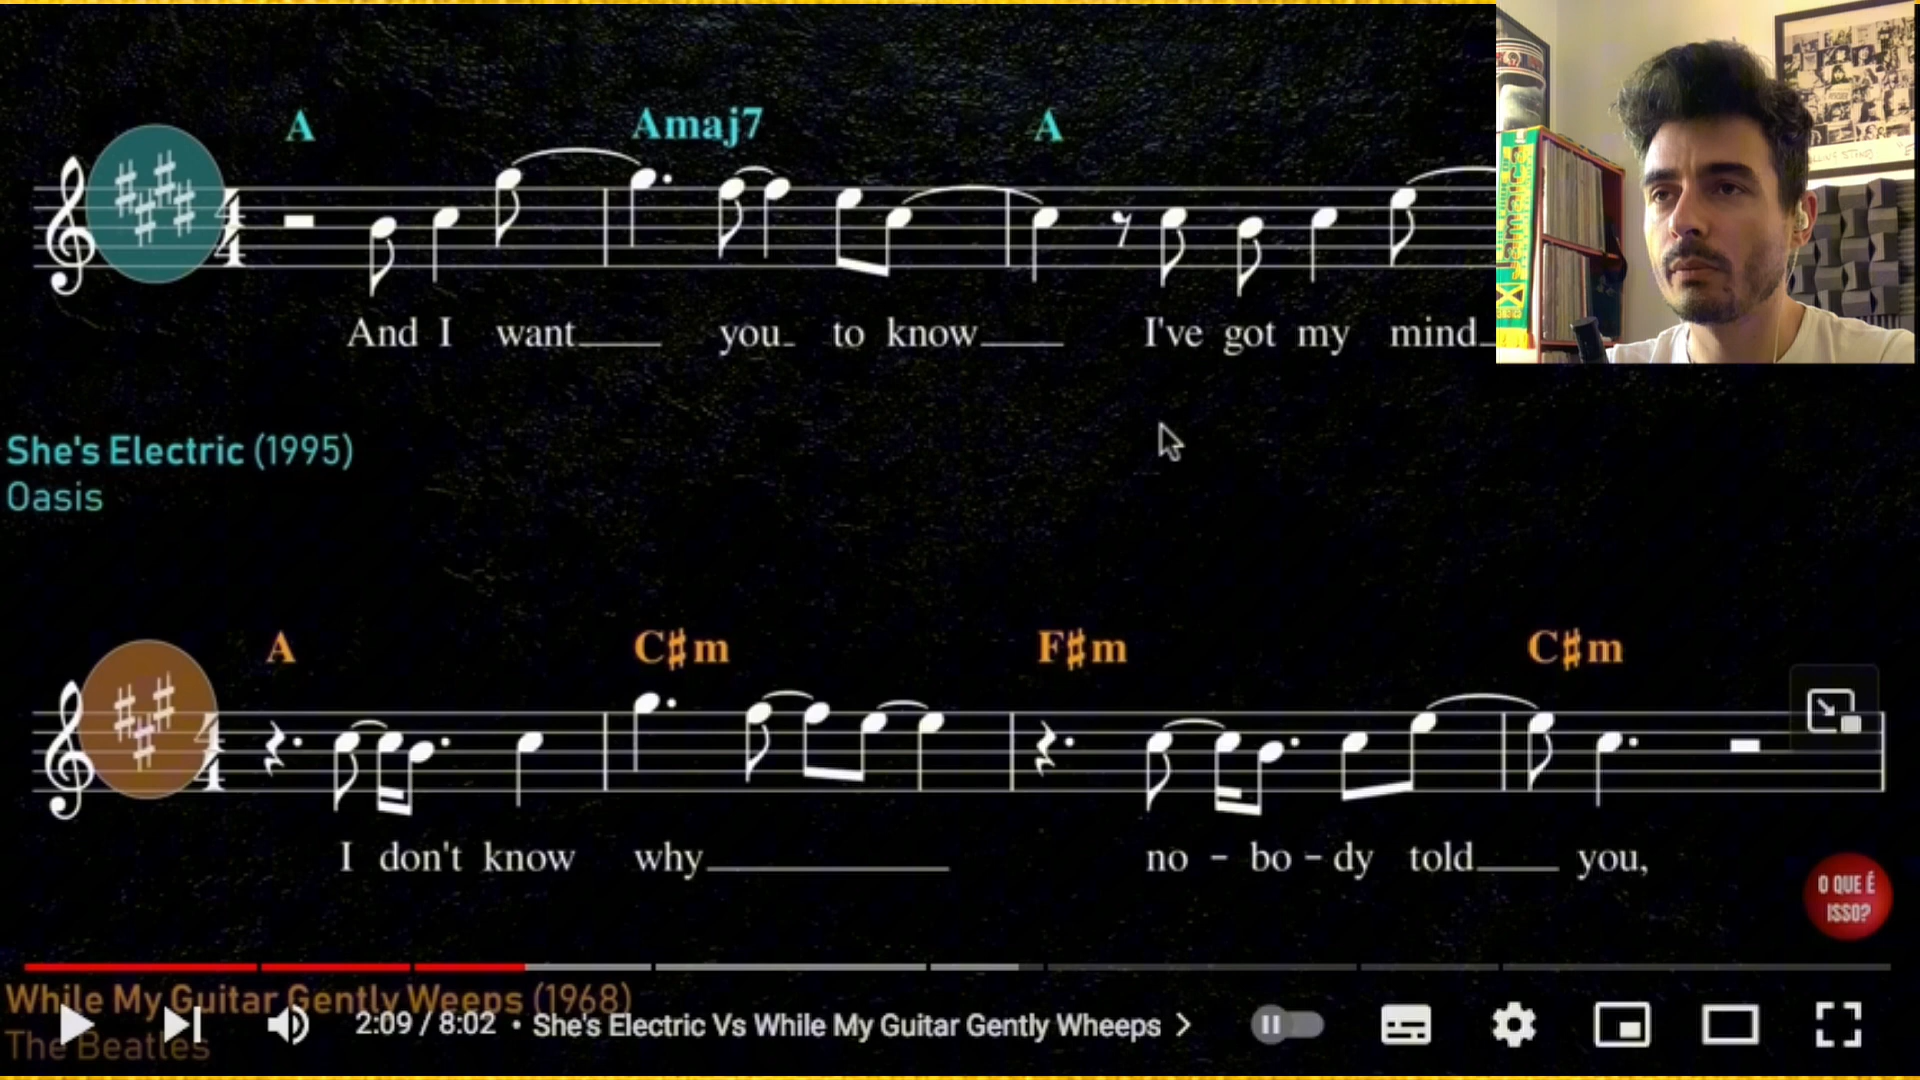 A Amaj7 A
And I want you to know I've got my mind
She's Electric (1995)
Oasis
A C♯m F♯m C♯m
I don't know why no - bo - dy told you,
O QUE É
ISSO?
While My Guitar Gently Weeps (1968)
The Beatles
2:09 / 8:02 • She's Electric Vs While My Guitar Gently Wheeps